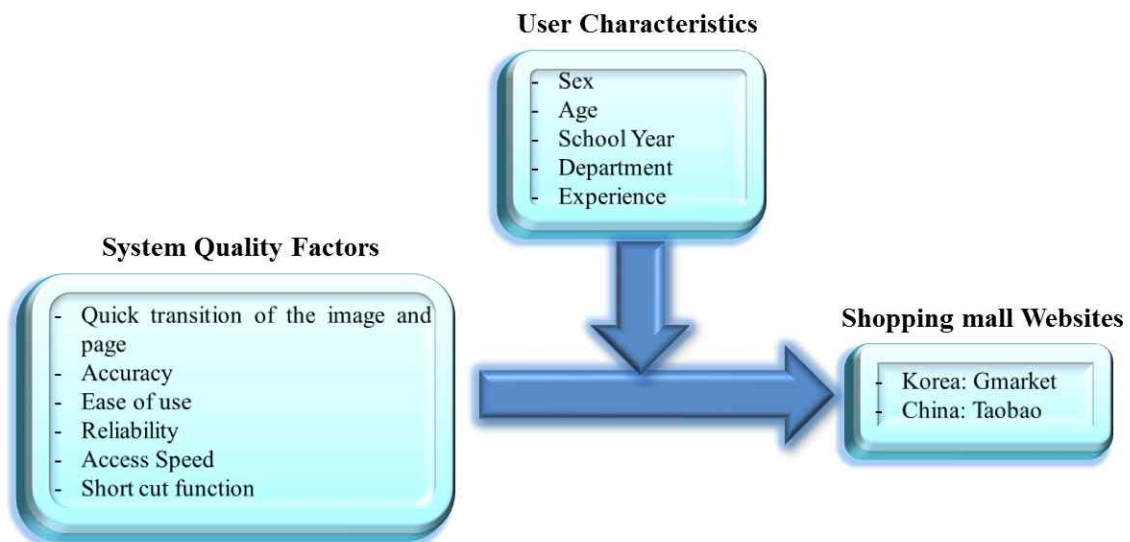 User Characteristics
- Sex
- Age
- School Year
- Department
- Experience
System Quality Factors
- Quick transition of the image and
page
- Accuracy
- Ease of use
- Reliability
- Access Speed
- Short cut function
Shopping mall Websites
- Korea: Gmarket
- China: Taobao